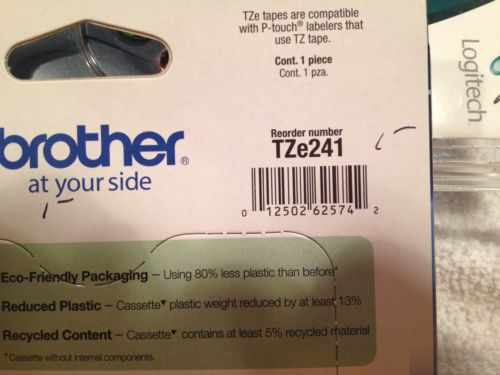 TZe tapes are compatible
with P-touch® labelers that
use TZ tape.
Cont. 1 piece
Cont. 1 pza.
Logitech
Reorder number
TZe241
brother®
at your side
0 12502 62574 2
Eco-Friendly Packaging – Using 80% less plastic than before*
Reduced Plastic – Cassette▼ plastic weight reduced by at least 13%
Recycled Content – Cassette▼ contains at least 5% recycled material
▼Cassette without internal components.